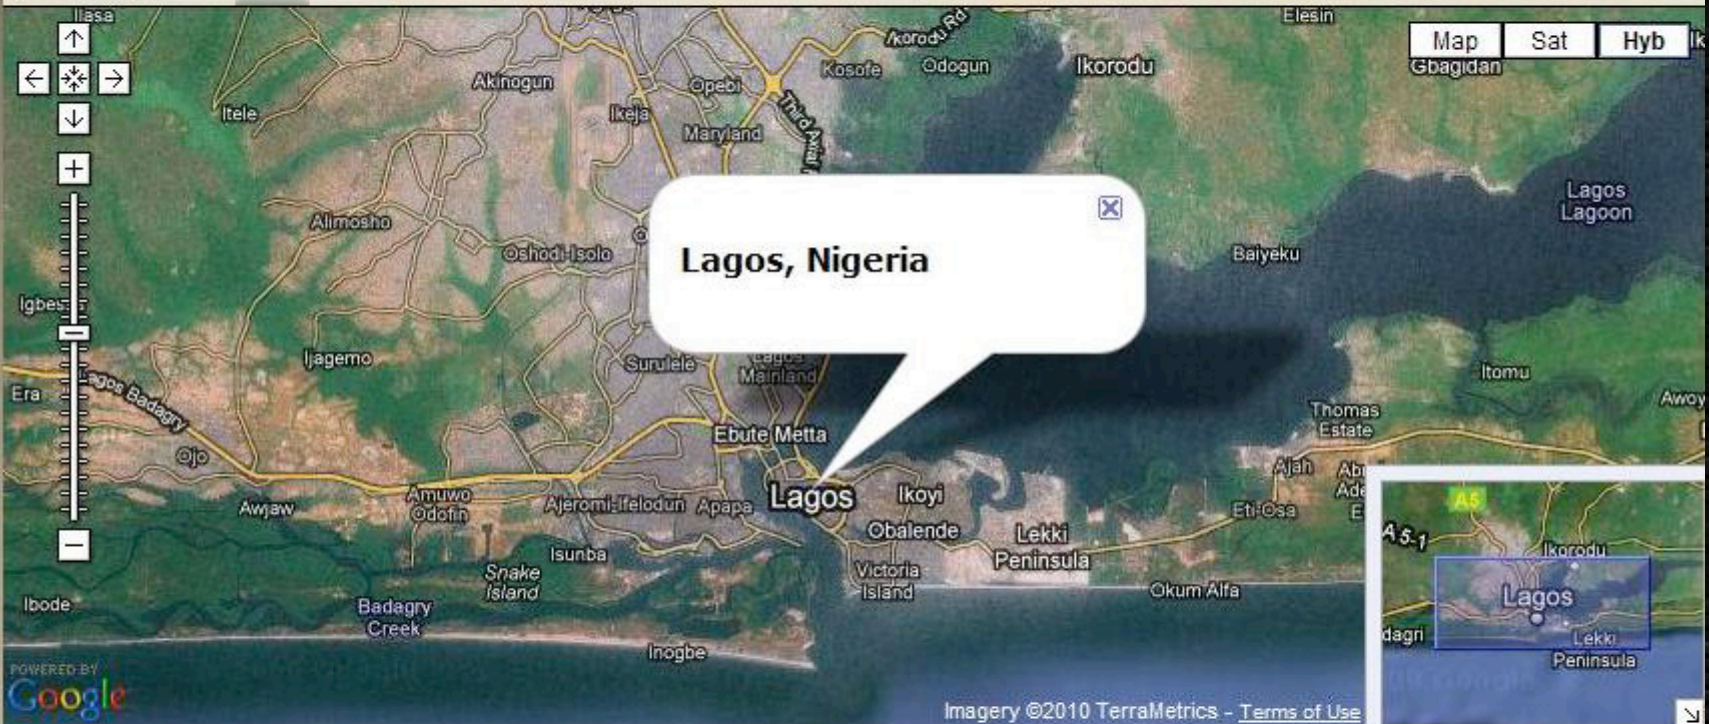 Ilasa
Elesin
Ikorodu Rd
Map
Sat
Hyb
Kosofe
Odogun
Ikorodu
Gbagidan
Akinogun
Opebi
Itele
Ikeja
Maryland
Third Axial
Lagos
Lagoon
Alimosho
Oshodi-Isolo
Lagos, Nigeria
Baiyeku
Ijagemo
Surulele
Lagos
Mainland
Itomu
Era
Lagos Badagry
Thomas
Estate
Ebute Metta
Ojo
Ajah
Amuwo
Odofin
Awjaw
Ajeromi-Ifelodun
Apapa
Lagos
Ikoyi
Eti-Osa
Obalende
Lekki
Peninsula
Isunba
Snake
Island
Victoria
Island
Okum Alfa
Ibode
Badagry
Creek
Inogbe
A5
A 5-1
Ikorodu
Lagos
dagri
Lekki
Peninsula
POWERED BY
Google
Imagery ©2010 TerraMetrics - Terms of Use